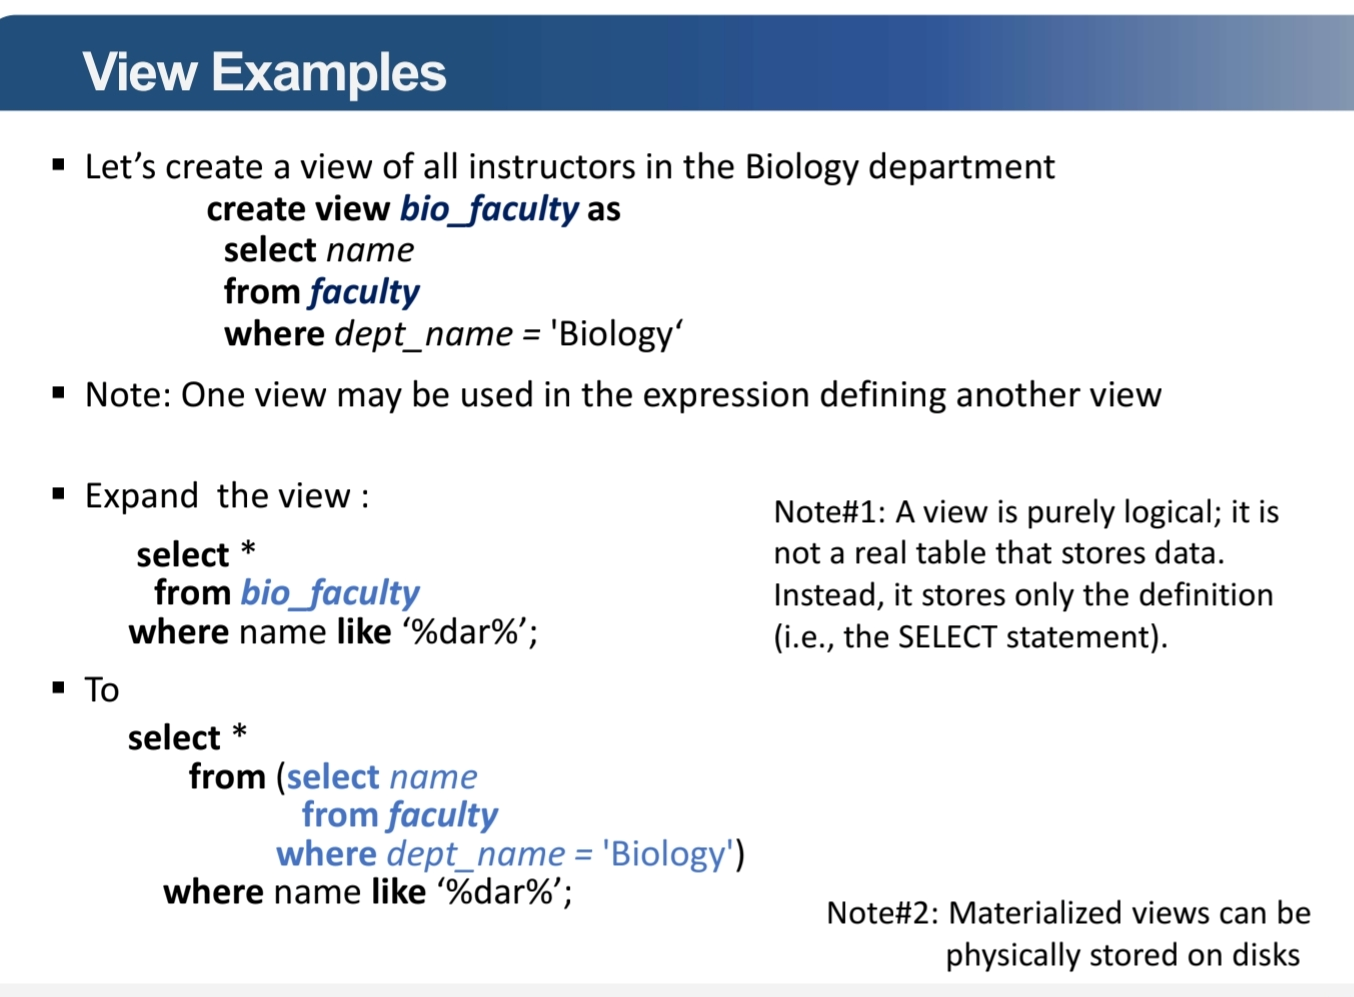 View Examples
▪ Let’s create a view of all instructors in the Biology department
create view bio_faculty as
select name
from faculty
where dept_name = 'Biology‘
▪ Note: One view may be used in the expression defining another view
▪ Expand the view :
select *
from bio_faculty
where name like ‘%dar%’;
▪ To
select *
from (select name
from faculty
where dept_name = 'Biology')
where name like ‘%dar%’;
Note#1: A view is purely logical; it is
not a real table that stores data.
Instead, it stores only the definition
(i.e., the SELECT statement).
Note#2: Materialized views can be
physically stored on disks